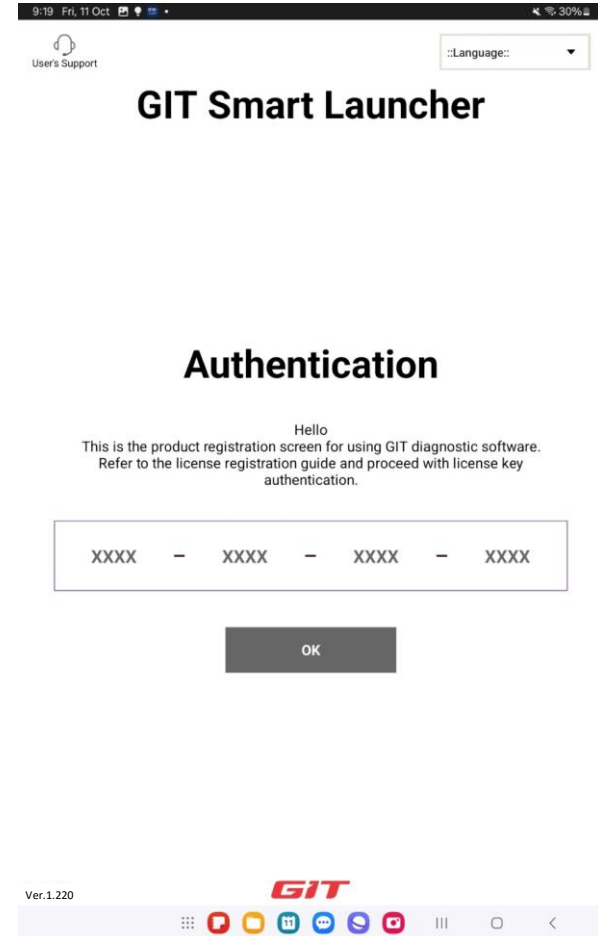 9:19 Fri, 11 Oct
30%
User's Support
::Language::
GIT Smart Launcher
Authentication
Hello
This is the product registration screen for using GIT diagnostic software.
Refer to the license registration guide and proceed with license key
authentication.
XXXX – XXXX – XXXX – XXXX
OK
Ver.1.220
GIT
11